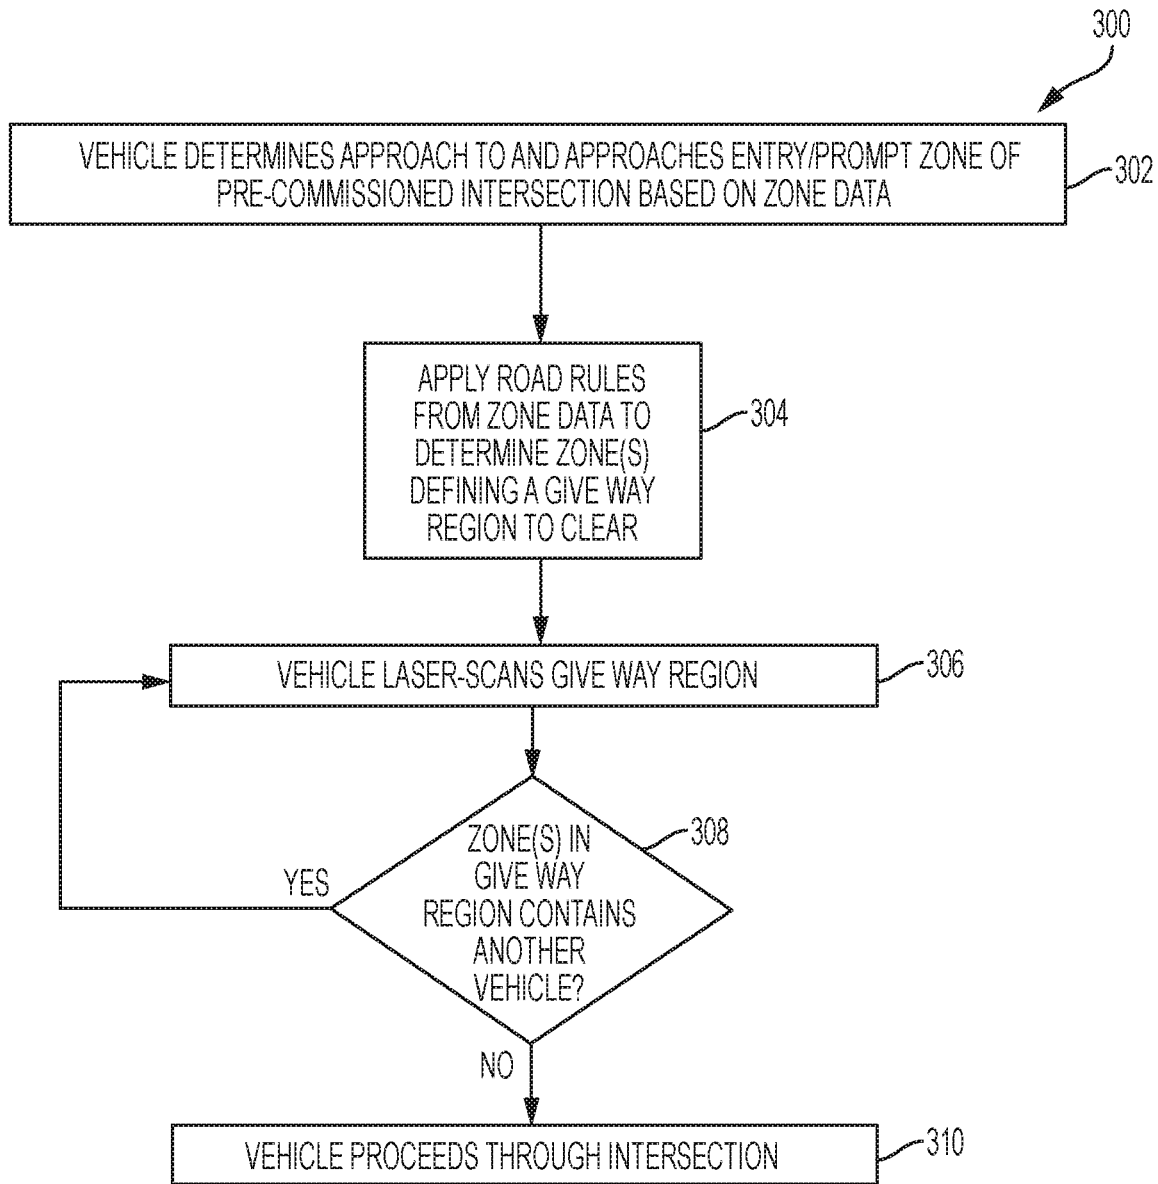 300
VEHICLE DETERMINES APPROACH TO AND APPROACHES ENTRY/PROMPT ZONE OF
PRE-COMMISSIONED INTERSECTION BASED ON ZONE DATA
302
APPLY ROAD RULES
FROM ZONE DATA TO
DETERMINE ZONE(S)
DEFINING A GIVE WAY
REGION TO CLEAR
304
VEHICLE LASER-SCANS GIVE WAY REGION
306
ZONE(S) IN
GIVE WAY
REGION CONTAINS
ANOTHER
VEHICLE?
308
YES
NO
VEHICLE PROCEEDS THROUGH INTERSECTION
310